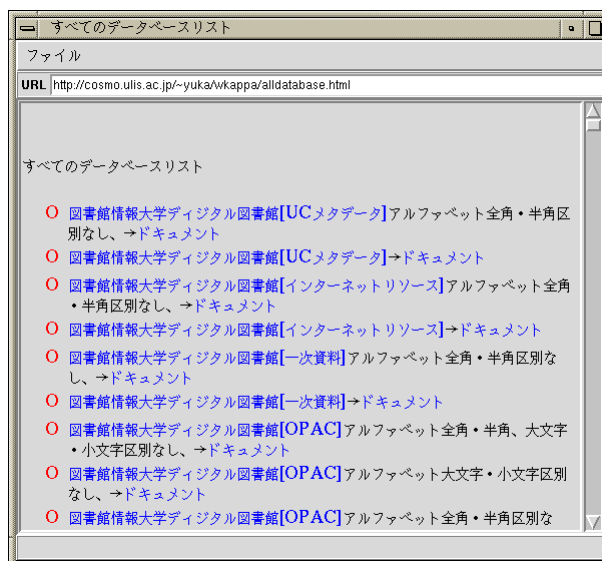 すべてのデータベースリスト
ファイル
URL http://cosmo.ulis.ac.jp/~yuka/wkappa/alldatabase.html
すべてのデータベースリスト
O 図書館情報大学ディジタル図書館[UCメタデータ]アルファベット全角・半角区
別なし、→ドキュメント
O 図書館情報大学ディジタル図書館[UCメタデータ]→ドキュメント
O 図書館情報大学ディジタル図書館[インターネットリソース]アルファベット全角
・半角区別なし、→ドキュメント
O 図書館情報大学ディジタル図書館[インターネットリソース]→ドキュメント
O 図書館情報大学ディジタル図書館[一次資料]アルファベット全角・半角区別な
し、→ドキュメント
O 図書館情報大学ディジタル図書館[一次資料]→ドキュメント
O 図書館情報大学ディジタル図書館[OPAC]アルファベット全角・半角、大文字
・小文字区別なし、→ドキュメント
O 図書館情報大学ディジタル図書館[OPAC]アルファベット大文字・小文字区別
なし、→ドキュメント
O 図書館情報大学ディジタル図書館[OPAC]アルファベット全角・半角区別な